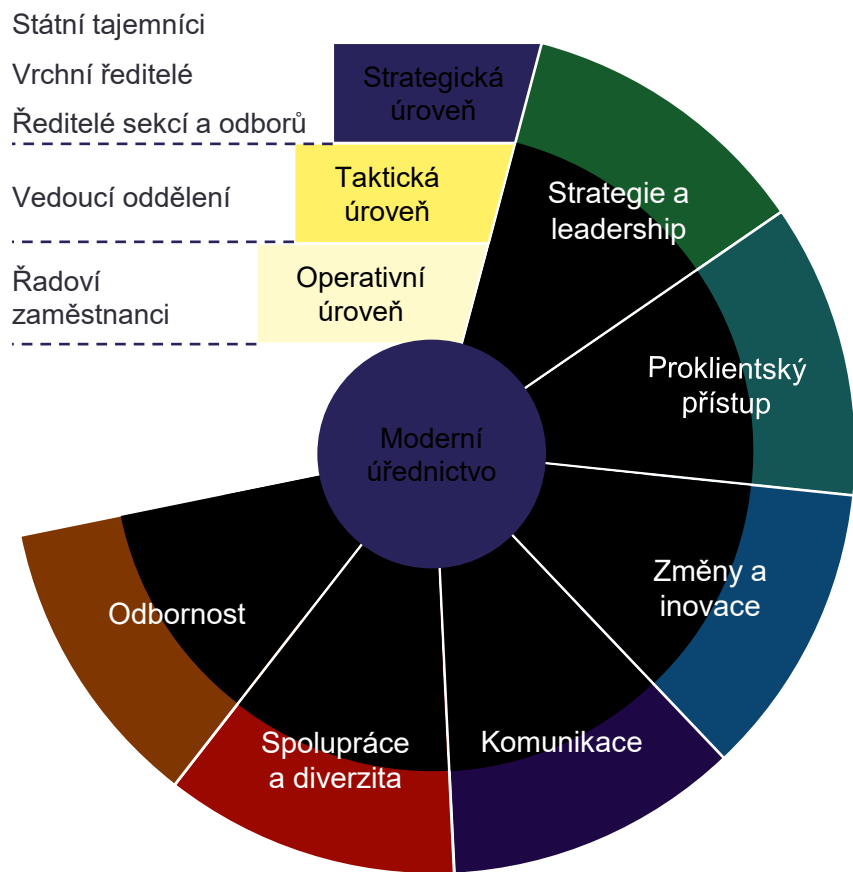 Státní tajemníci
Vrchní ředitelé
Ředitelé sekcí a odborů
Strategická
úroveň
Vedoucí oddělení
Taktická
úroveň
Řadoví
zaměstnanci
Operativní
úroveň
Strategie a
leadership
Proklientský
přístup
Moderní
úřednictvo
Změny a
inovace
Odbornost
Spolupráce
a diverzita
Komunikace